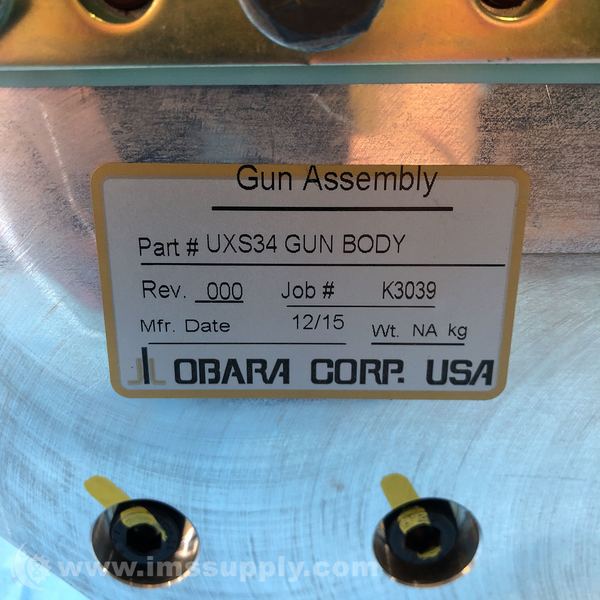 Gun Assembly
Part # UXS34 GUN BODY
Rev. 000 Job # K3039
Mfr. Date 12/15 Wt. NA kg
OBARA CORP. USA
www.imssupply.com